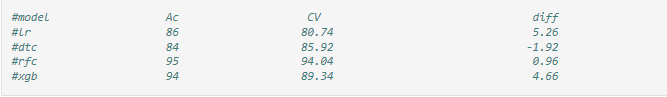 #model Ac CV diff
#lr 86 80.74 5.26
#dtc 84 85.92 -1.92
#rfc 95 94.04 0.96
#xgb 94 89.34 4.66